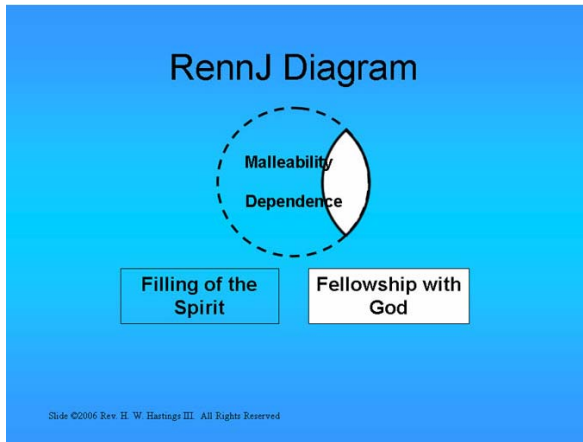 RennJ Diagram
Malleability
Dependence
Filling of the
Spirit
Fellowship with
God
Slide ©2006 Rev. H. W. Hastings III. All Rights Reserved